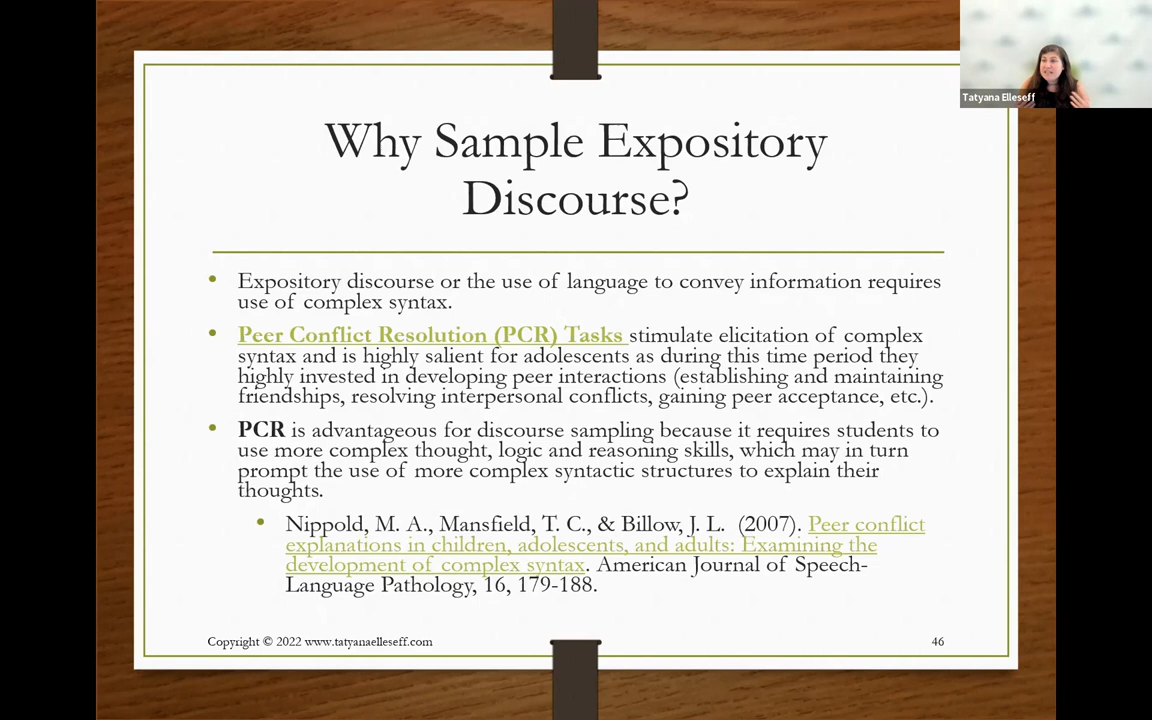 Tatyana Elleseff
Why Sample Expository
Discourse?
• Expository discourse or the use of language to convey information requires
use of complex syntax.
• Peer Conflict Resolution (PCR) Tasks stimulate elicitation of complex
syntax and is highly salient for adolescents as during this time period they
highly invested in developing peer interactions (establishing and maintaining
friendships, resolving interpersonal conflicts, gaining peer acceptance, etc.).
• PCR is advantageous for discourse sampling because it requires students to
use more complex thought, logic and reasoning skills, which may in turn
prompt the use of more complex syntactic structures to explain their
thoughts.
• Nippold, M. A., Mansfield, T. C., & Billow, J. L. (2007). Peer conflict
explanations in children, adolescents, and adults: Examining the
development of complex syntax. American Journal of Speech-
Language Pathology, 16, 179-188.
Copyright © 2022 www.tatyanaelleseff.com
46